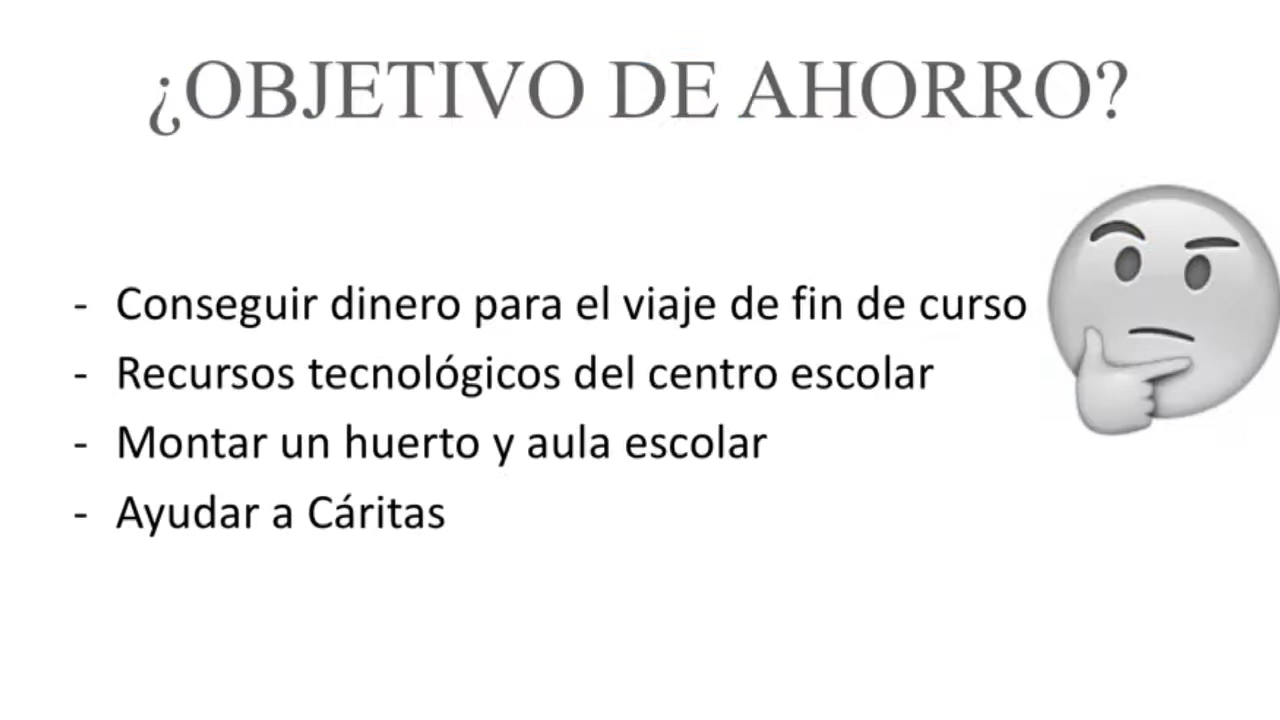 ¿OBJETIVO DE AHORRO?
- Conseguir dinero para el viaje de fin de curso
- Recursos tecnológicos del centro escolar
- Montar un huerto y aula escolar
- Ayudar a Cáritas